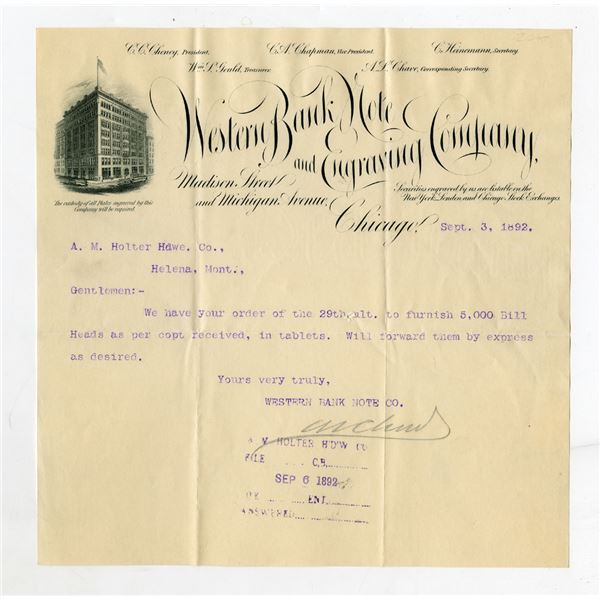 C. C. Cheney, President.
C. A. Chapman, Vice President.
C. Heinemann, Secretary.
Wm. S. Gould, Treasurer
A. L. Chave, Corresponding Secretary.
Western Bank Note
and Engraving Company,
Madison Street
and Michigan Avenue,
Chicago,
The custody of all Plates engraved by this
Company will be required.
Securities engraved by us are listable on the
New York, London and Chicago Stock Exchanges.
Sept. 3, 1892.
A. M. Holter Hdwe. Co.,
Helena, Mont.,
Gentlemen:-
We have your order of the 29th,ult. to furnish 5,000 Bill
Heads as per copt received, in tablets. Will forward them by express
as desired.
Yours very truly,
WESTERN BANK NOTE CO.
A M HOLTER H'D'W CO
FILE ..... C.B. ..........
SEP 6 1892
O.K. .......... ENT. ..........
ANSWERED ..........